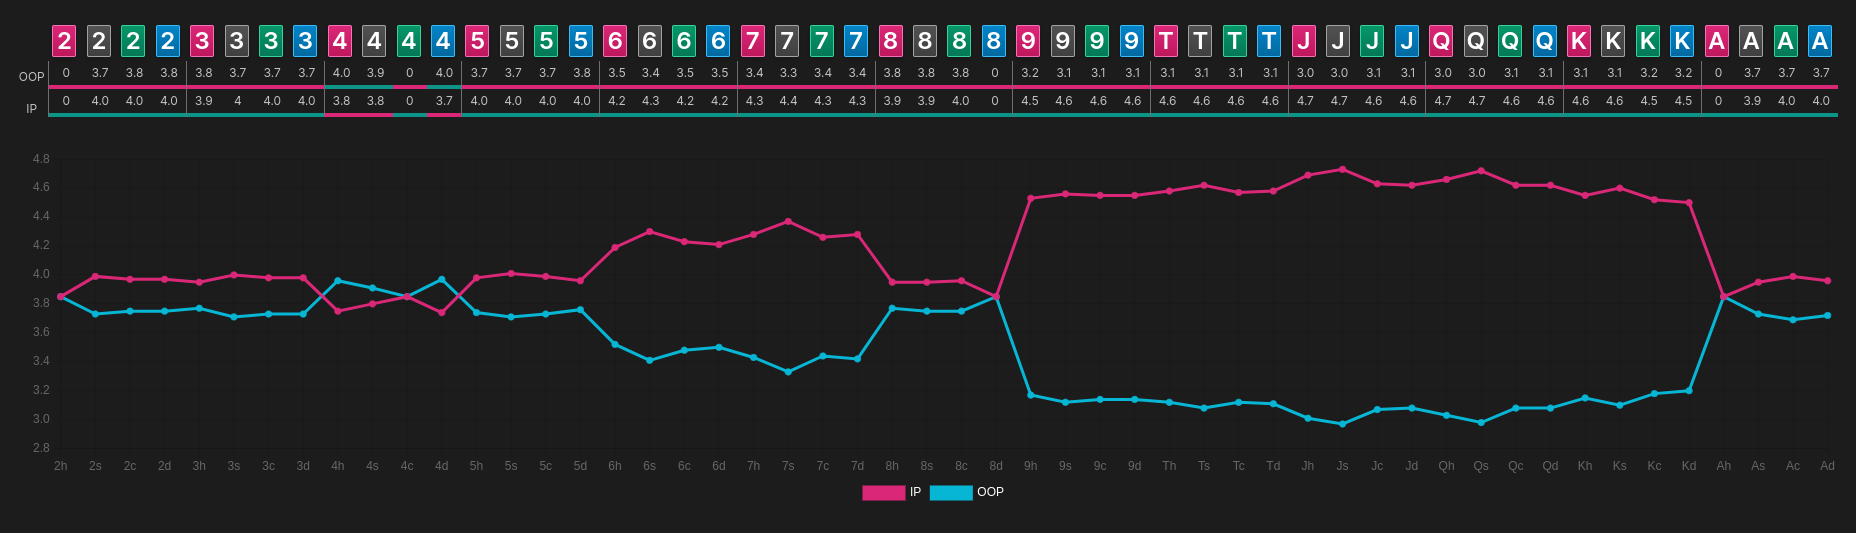 2 2 2 2 3 3 3 3 4 4 4 4 5 5 5 5 6 6 6 6 7 7 7 7 8 8 8 8 9 9 9 9 T T T T J J J J Q Q Q Q K K K K A A A A
OOP 0 3.7 3.8 3.8 3.8 3.7 3.7 3.7 4.0 3.9 0 4.0 3.7 3.7 3.7 3.8 3.5 3.4 3.5 3.5 3.4 3.3 3.4 3.4 3.8 3.8 3.8 0 3.2 3.1 3.1 3.1 3.1 3.1 3.1 3.1 3.0 3.0 3.1 3.1 3.0 3.0 3.1 3.1 3.1 3.1 3.2 3.2 0 3.7 3.7 3.7
IP 0 4.0 4.0 4.0 3.9 4 4.0 4.0 3.8 3.8 0 3.7 4.0 4.0 4.0 4.0 4.2 4.3 4.2 4.2 4.3 4.4 4.3 4.3 3.9 3.9 4.0 0 4.5 4.6 4.6 4.6 4.6 4.6 4.6 4.6 4.7 4.7 4.6 4.6 4.7 4.7 4.6 4.6 4.6 4.6 4.5 4.5 0 3.9 4.0 4.0
4.8
4.6
4.4
4.2
4.0
3.8
3.6
3.4
3.2
3.0
2.8
2h 2s 2c 2d 3h 3s 3c 3d 4h 4s 4c 4d 5h 5s 5c 5d 6h 6s 6c 6d 7h 7s 7c 7d 8h 8s 8c 8d 9h 9s 9c 9d Th Ts Tc Td Jh Js Jc Jd Qh Qs Qc Qd Kh Ks Kc Kd Ah As Ac Ad
IP OOP